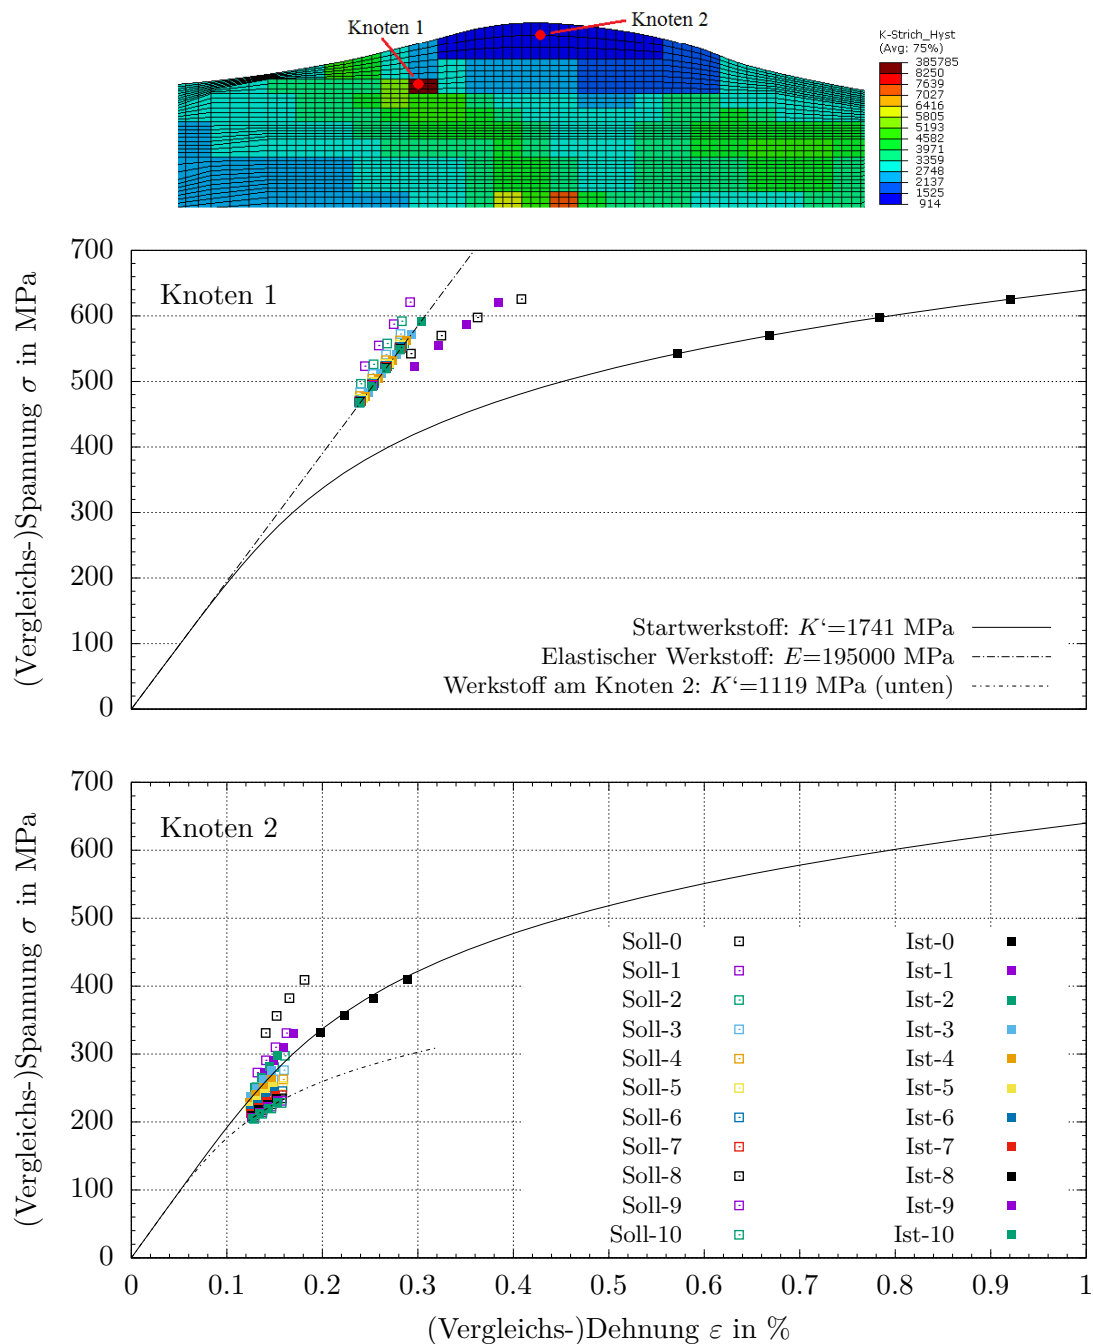 Knoten 1
Knoten 2
K-Strich_Hyst
(Avg: 75%)
385785
8250
7639
7027
6416
5805
5193
4582
3971
3359
2748
2137
1525
914
(Vergleichs-)Spannung σ in MPa
700
600
500
400
300
200
100
0
Knoten 1
Startwerkstoff: K‘=1741 MPa
Elastischer Werkstoff: E=195000 MPa
Werkstoff am Knoten 2: K‘=1119 MPa (unten)
(Vergleichs-)Spannung σ in MPa
700
600
500
400
300
200
100
0
Knoten 2
Soll-0 Ist-0
Soll-1 Ist-1
Soll-2 Ist-2
Soll-3 Ist-3
Soll-4 Ist-4
Soll-5 Ist-5
Soll-6 Ist-6
Soll-7 Ist-7
Soll-8 Ist-8
Soll-9 Ist-9
Soll-10 Ist-10
0 0.1 0.2 0.3 0.4 0.5 0.6 0.7 0.8 0.9 1
(Vergleichs-)Dehnung ε in %